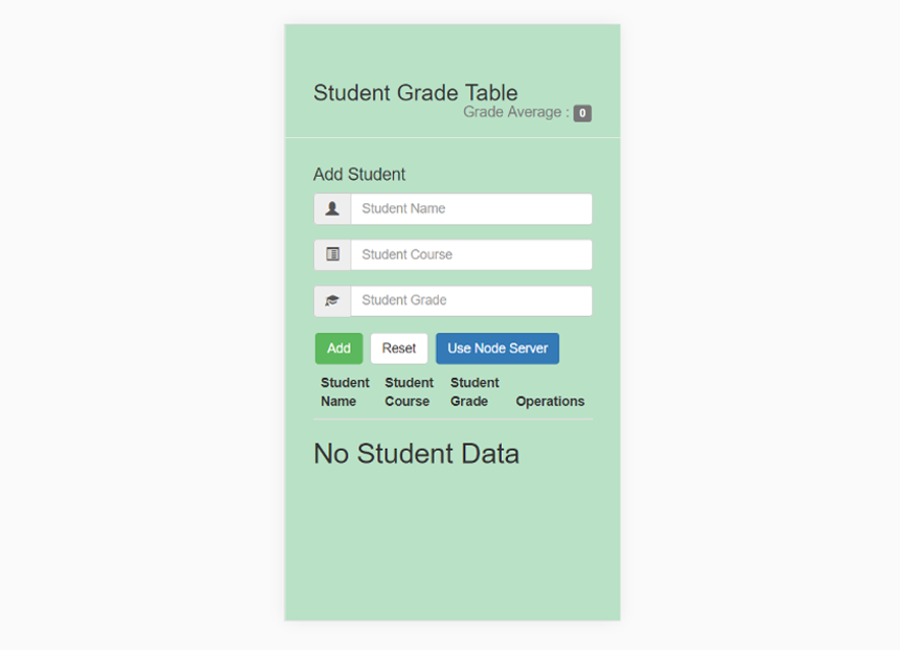 Student Grade Table
Grade Average : 0
Add Student
Student Name
Student Course
Student Grade
Add Reset Use Node Server
Student Student Student
Name Course Grade Operations
No Student Data